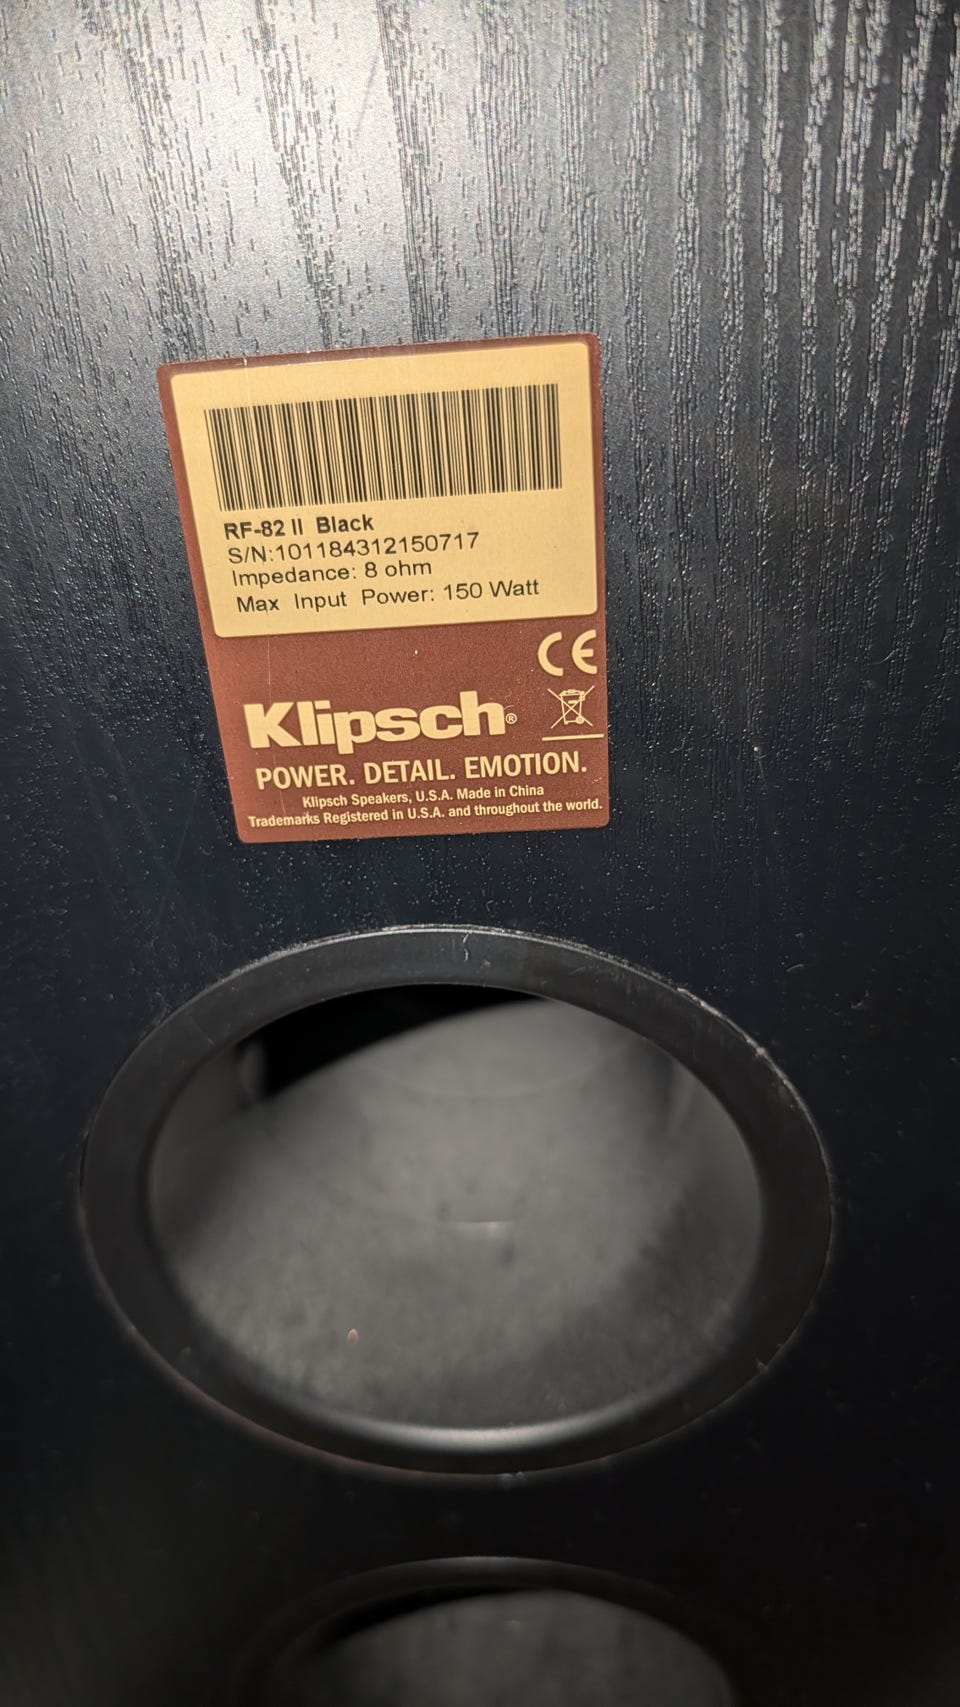 RF-82 II Black
S/N:101184312150717
Impedance: 8 ohm
Max Input Power: 150 Watt
CE
Klipsch®
POWER. DETAIL. EMOTION.
Klipsch Speakers, U.S.A. Made in China
Trademarks Registered in U.S.A. and throughout the world.